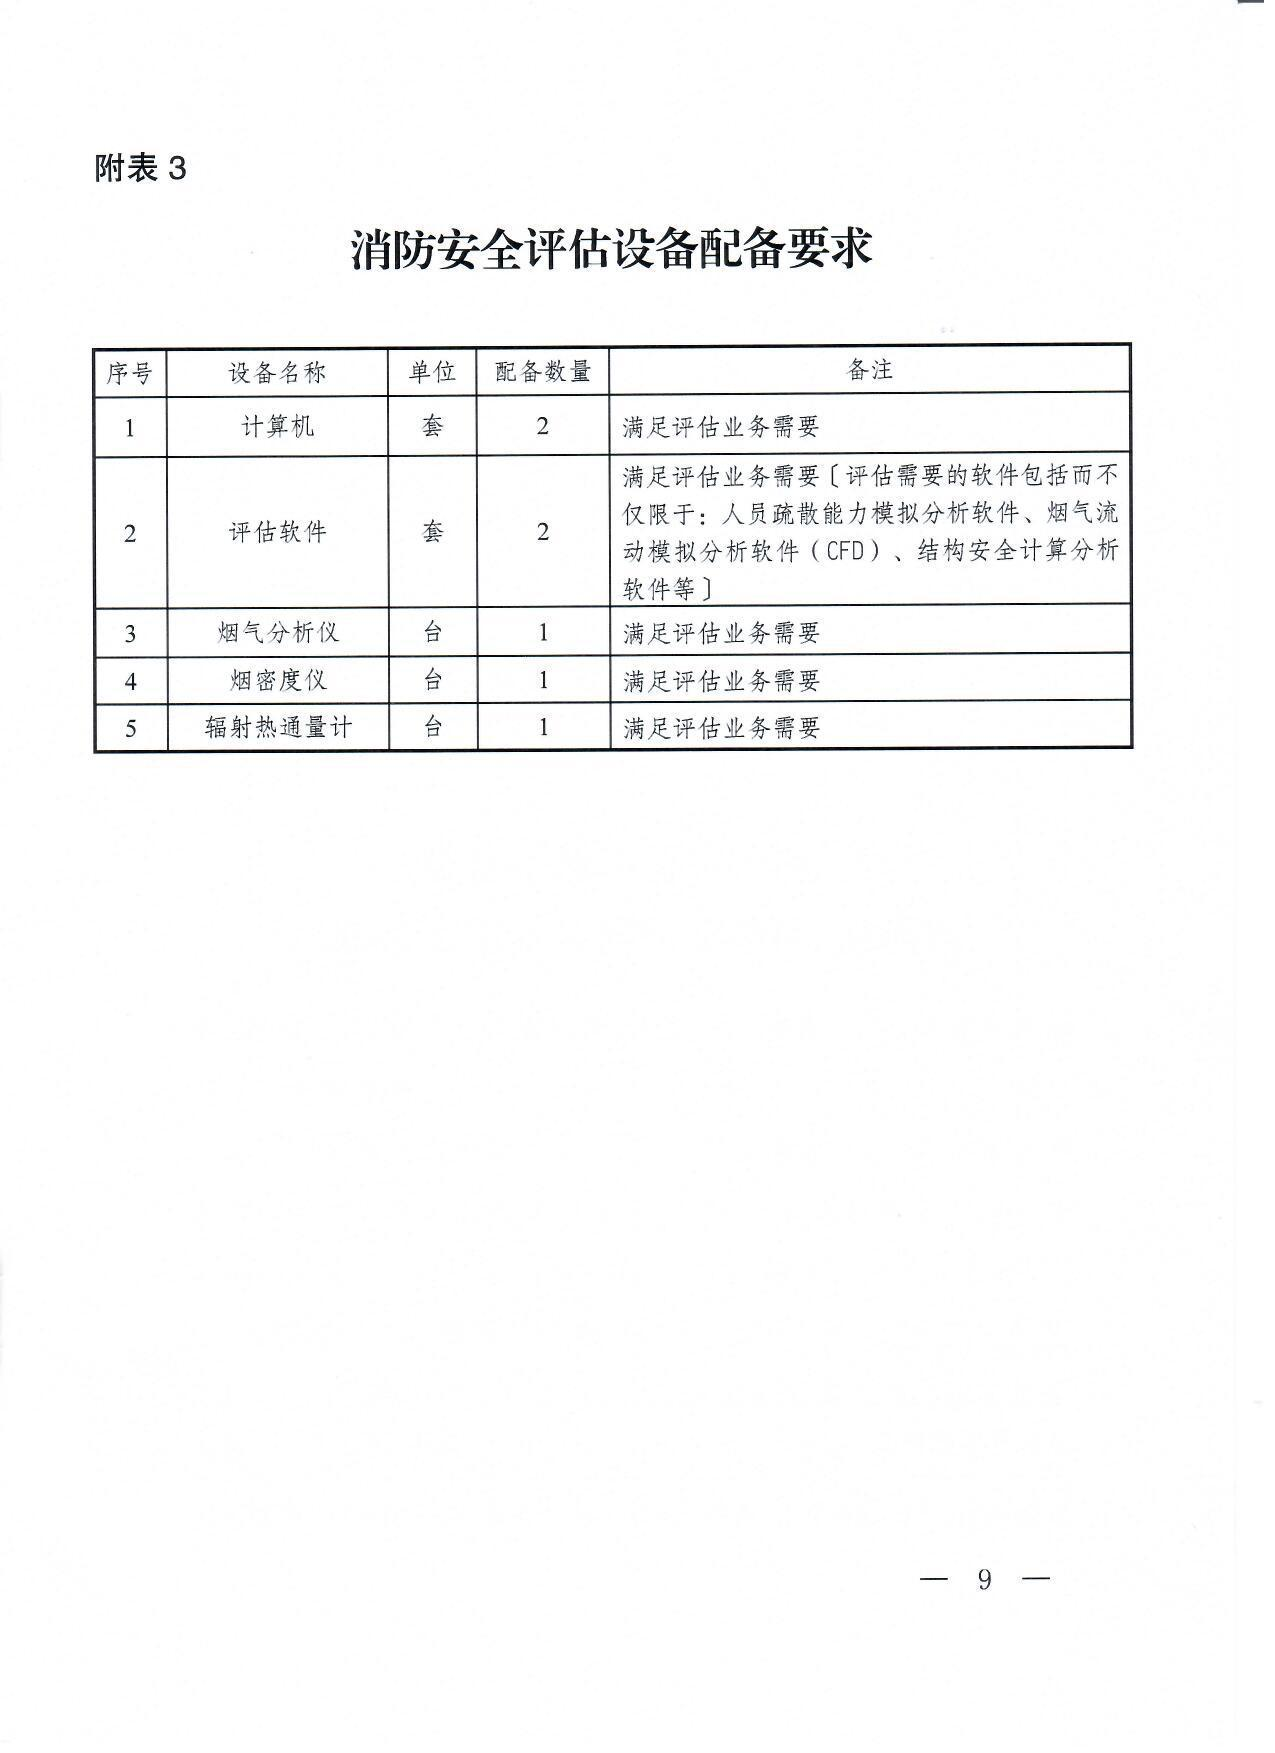 附表 3
消防安全评估设备配备要求
序号 设备名称 单位 配备数量 备注
1 计算机 套 2 满足评估业务需要
2 评估软件 套 2 满足评估业务需要〔评估需要的软件包括而不
仅限于：人员疏散能力模拟分析软件、烟气流
动模拟分析软件（CFD）、结构安全计算分析
软件等〕
3 烟气分析仪 台 1 满足评估业务需要
4 烟密度仪 台 1 满足评估业务需要
5 辐射热通量计 台 1 满足评估业务需要
— 9 —